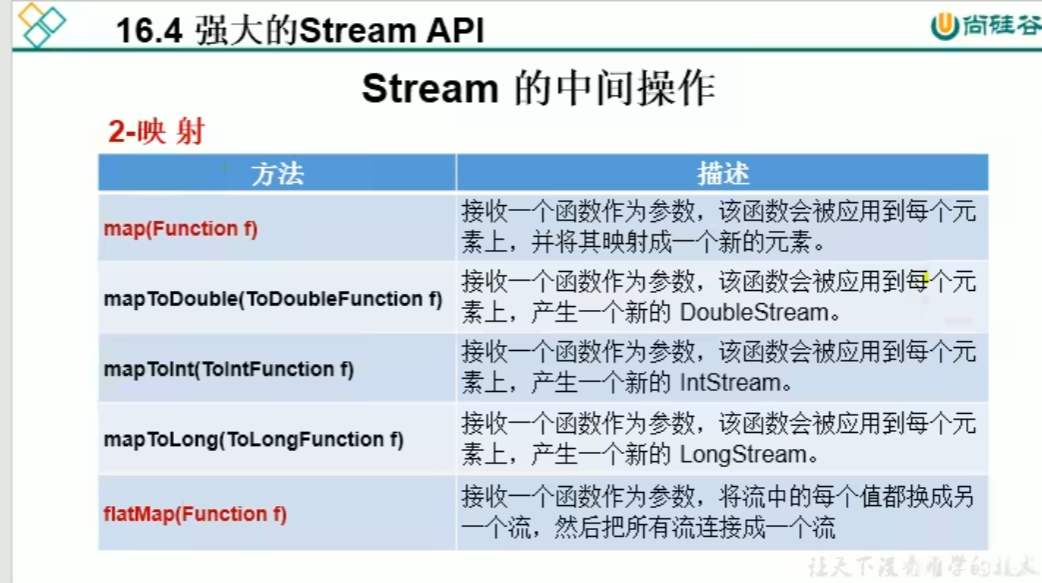 16.4 强大的Stream API
尚硅谷
Stream 的中间操作
2-映 射
方法
描述
map(Function f)
接收一个函数作为参数，该函数会被应用到每个元
素上，并将其映射成一个新的元素。
mapToDouble(ToDoubleFunction f)
接收一个函数作为参数，该函数会被应用到每个元
素上，产生一个新的 DoubleStream。
mapToInt(ToIntFunction f)
接收一个函数作为参数，该函数会被应用到每个元
素上，产生一个新的 IntStream。
mapToLong(ToLongFunction f)
接收一个函数作为参数，该函数会被应用到每个元
素上，产生一个新的 LongStream。
flatMap(Function f)
接收一个函数作为参数，将流中的每个值都换成另
一个流，然后把所有流连接成一个流
让天下没有难学的技术